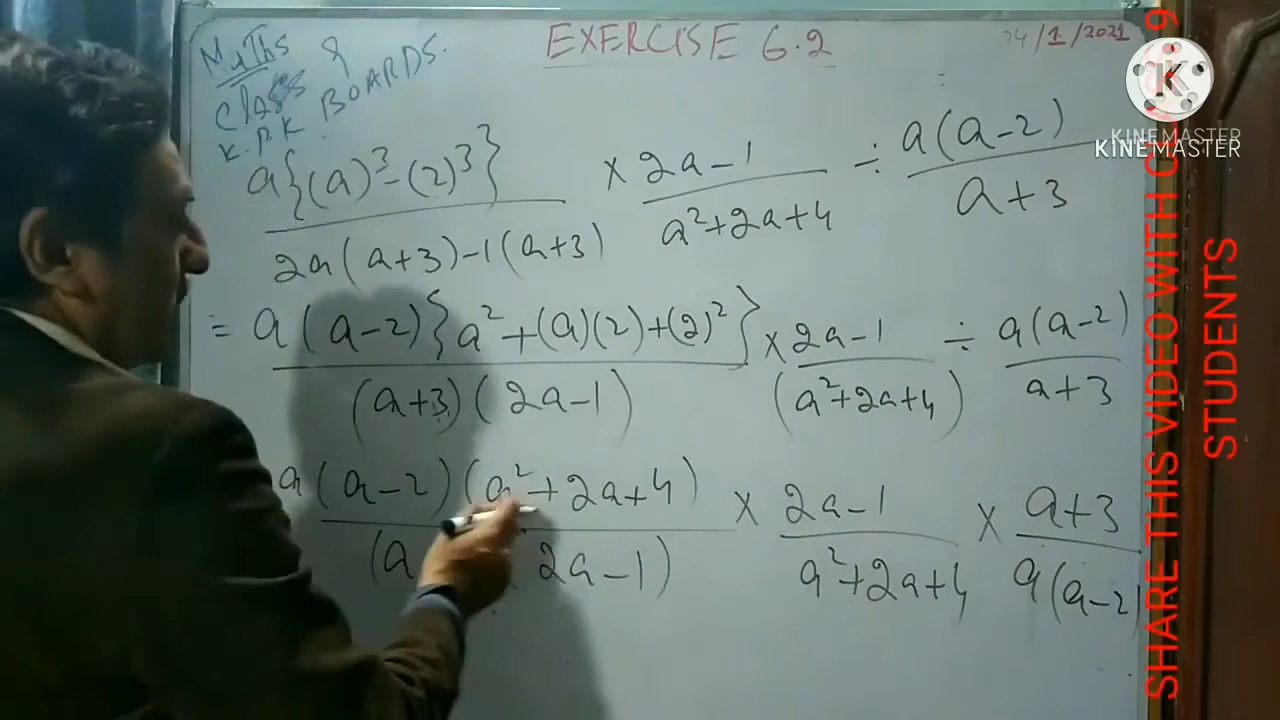 Maths
Class 9
K.P.K BOARDS.
EXERCISE 6.2
24/1/2021
KINEMASTER
KINEMASTER
a{(a)³-(2)³} / 2a(a+3)-1(a+3) × 2a-1 / a²+2a+4 ÷ a(a-2) / a+3
= a(a-2){a²+(a)(2)+(2)²} / (a+3)(2a-1) × 2a-1 / (a²+2a+4) ÷ a(a-2) / a+3
a(a-2)(a²+2a+4) / (a 2a-1) × 2a-1 / a²+2a+4 × a+3 / a(a-2)
SHARE THIS VIDEO WITH 9
STUDENTS